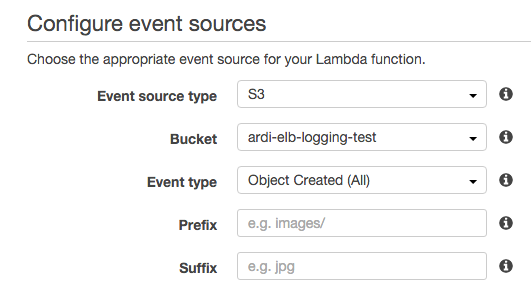 Configure event sources
Choose the appropriate event source for your Lambda function.
Event source type S3
Bucket ardi-elb-logging-test
Event type Object Created (All)
Prefix e.g. images/
Suffix e.g. jpg